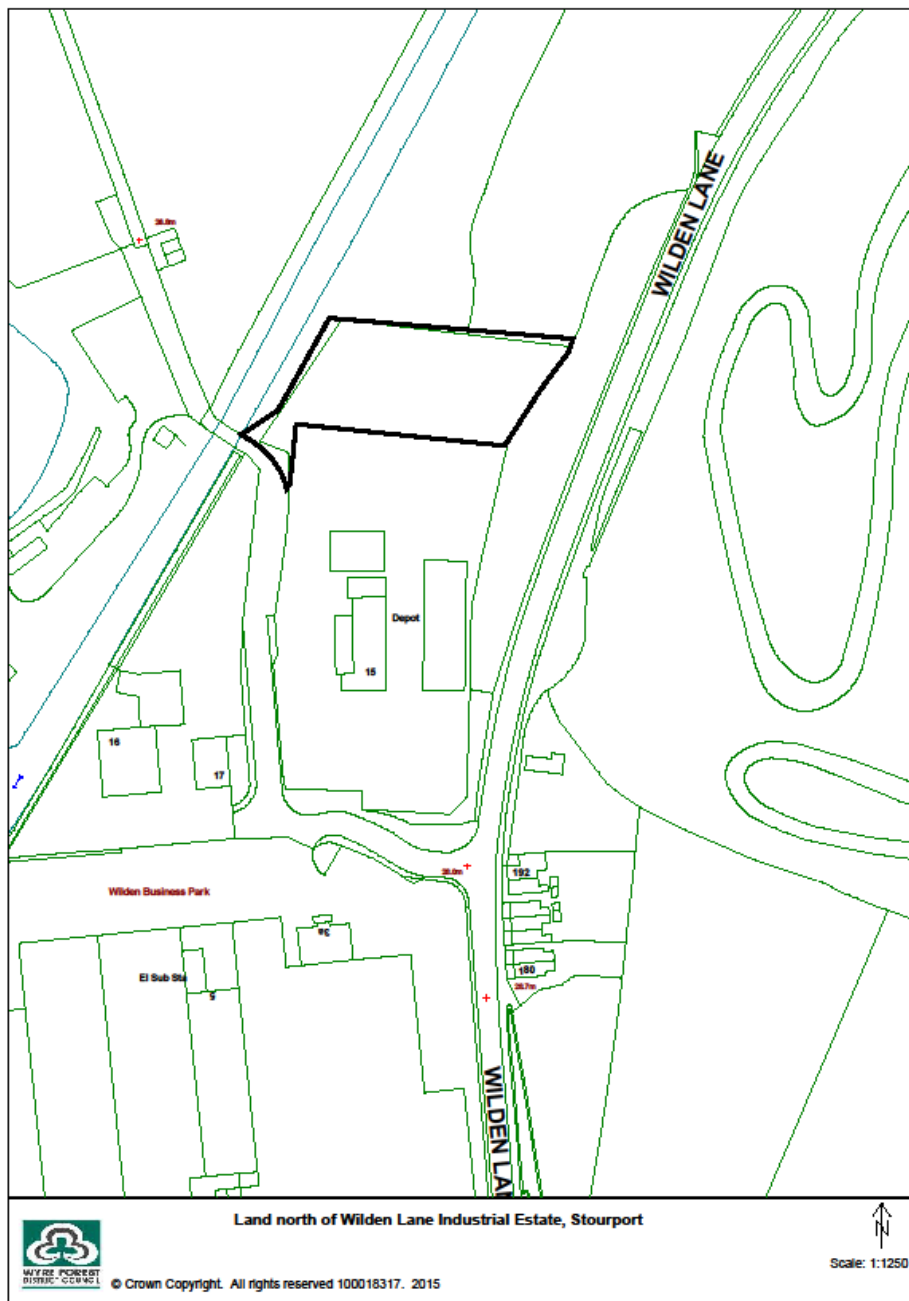 WILDEN LANE
Depot
15
16
17
192
Wilden Business Park
3a
El Sub Sta
5
180
WILDEN LAN
Land north of Wilden Lane Industrial Estate, Stourport
N
Scale: 1:1250
WYRE FOREST
DISTRICT COUNCIL
© Crown Copyright. All rights reserved 100018317. 2015